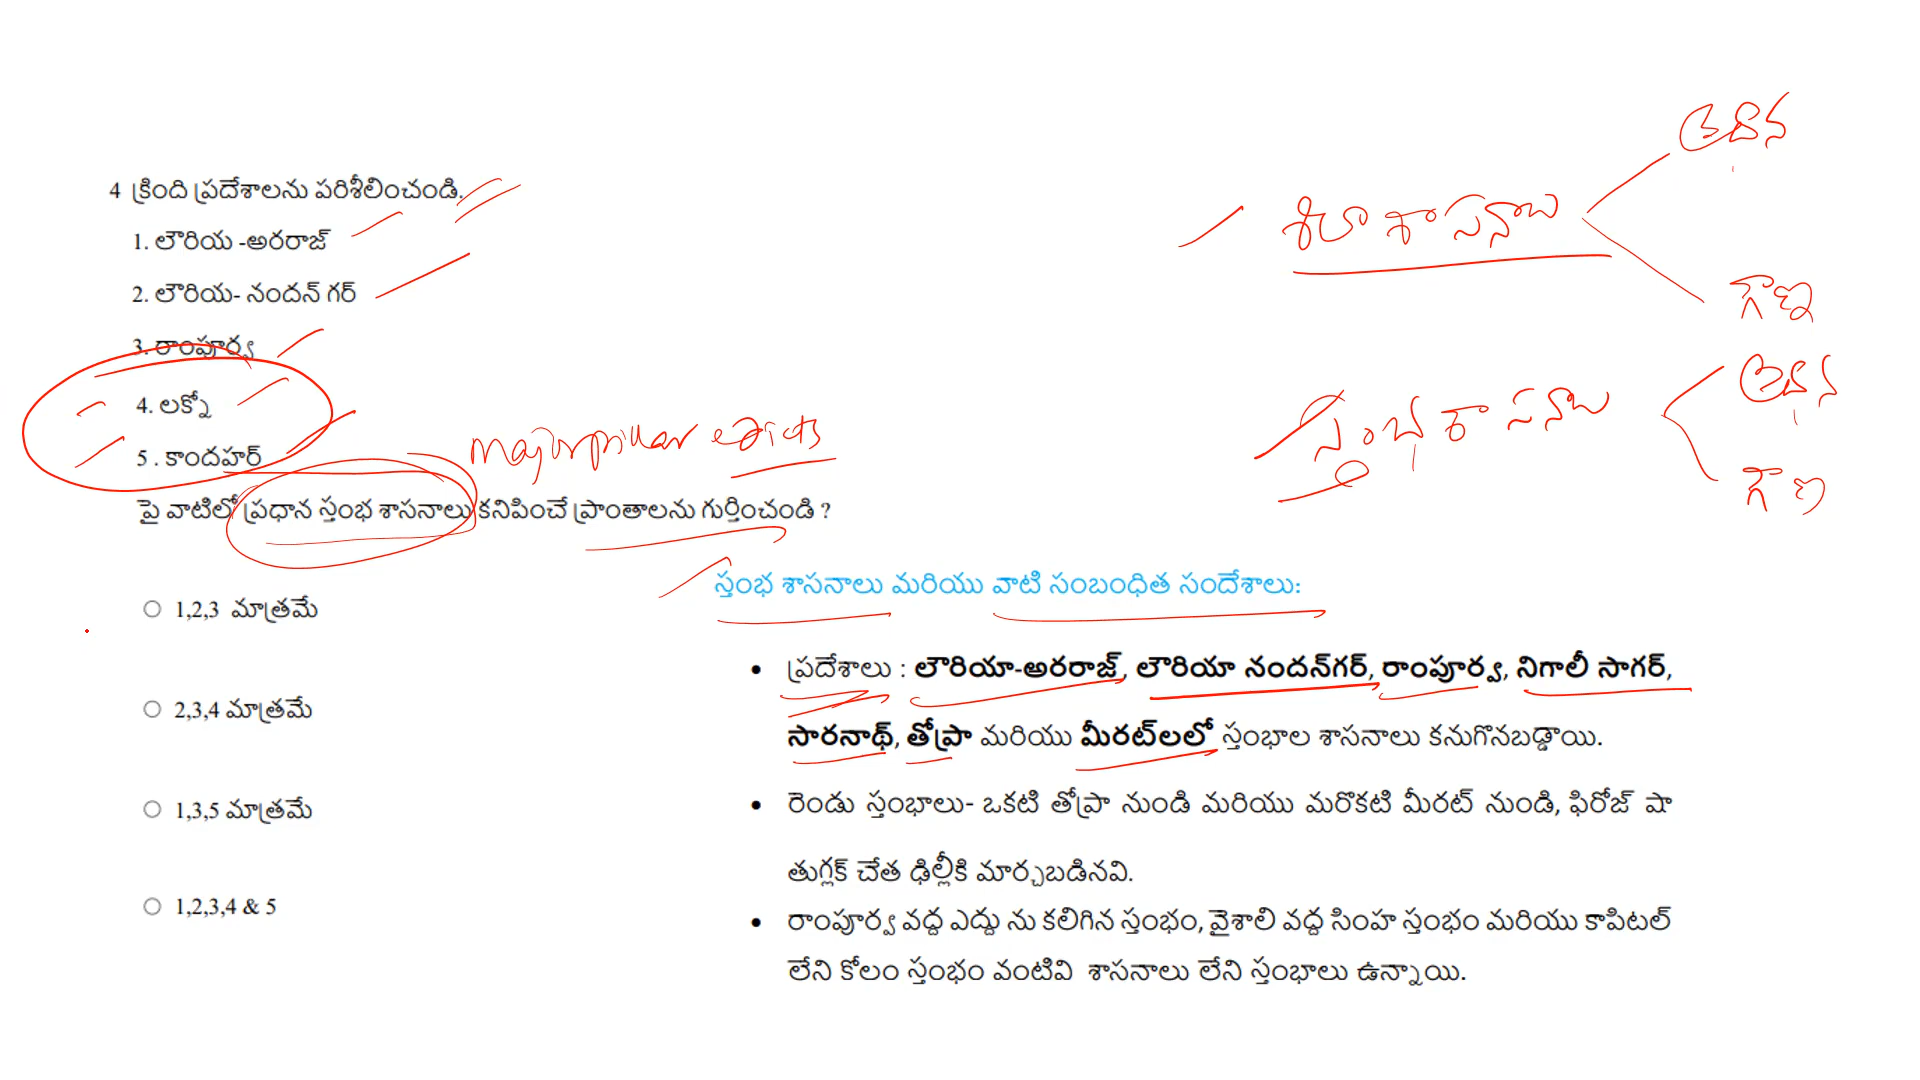 4 క్రింది ప్రదేశాలను పరిశీలించండి.
1. లౌరియ -అరరాజ్
2. లౌరియ- నందన్ గర్
3. రాంపూర్వ
4. లక్నో
5 . కాందహర్
major pillar edicts
పై వాటిలో ప్రధాన స్తంభ శాసనాలు కనిపించే ప్రాంతాలను గుర్తించండి ?
1,2,3 మాత్రమే
2,3,4 మాత్రమే
1,3,5 మాత్రమే
1,2,3,4 & 5
శిలా శాసనాలు
గౌణ
స్తంభ శాసనాలు
గౌణ
స్తంభ శాసనాలు మరియు వాటి సంబంధిత సందేశాలు:
• ప్రదేశాలు : లౌరియా-అరరాజ్, లౌరియా నందన్‌గర్, రాంపూర్వ, నిగాలీ సాగర్,
సారనాథ్, తోప్రా మరియు మీరట్‌లలో స్తంభాల శాసనాలు కనుగొనబడ్డాయి.
• రెండు స్తంభాలు- ఒకటి తోప్రా నుండి మరియు మరొకటి మీరట్ నుండి, ఫిరోజ్ షా
తుగ్లక్ చేత ఢిల్లీకి మార్చబడినవి.
• రాంపూర్వ వద్ద ఎద్దు ను కలిగిన స్తంభం, వైశాలి వద్ద సింహ స్తంభం మరియు కాపిటల్
లేని కోలం స్తంభం వంటివి శాసనాలు లేని స్తంభాలు ఉన్నాయి.